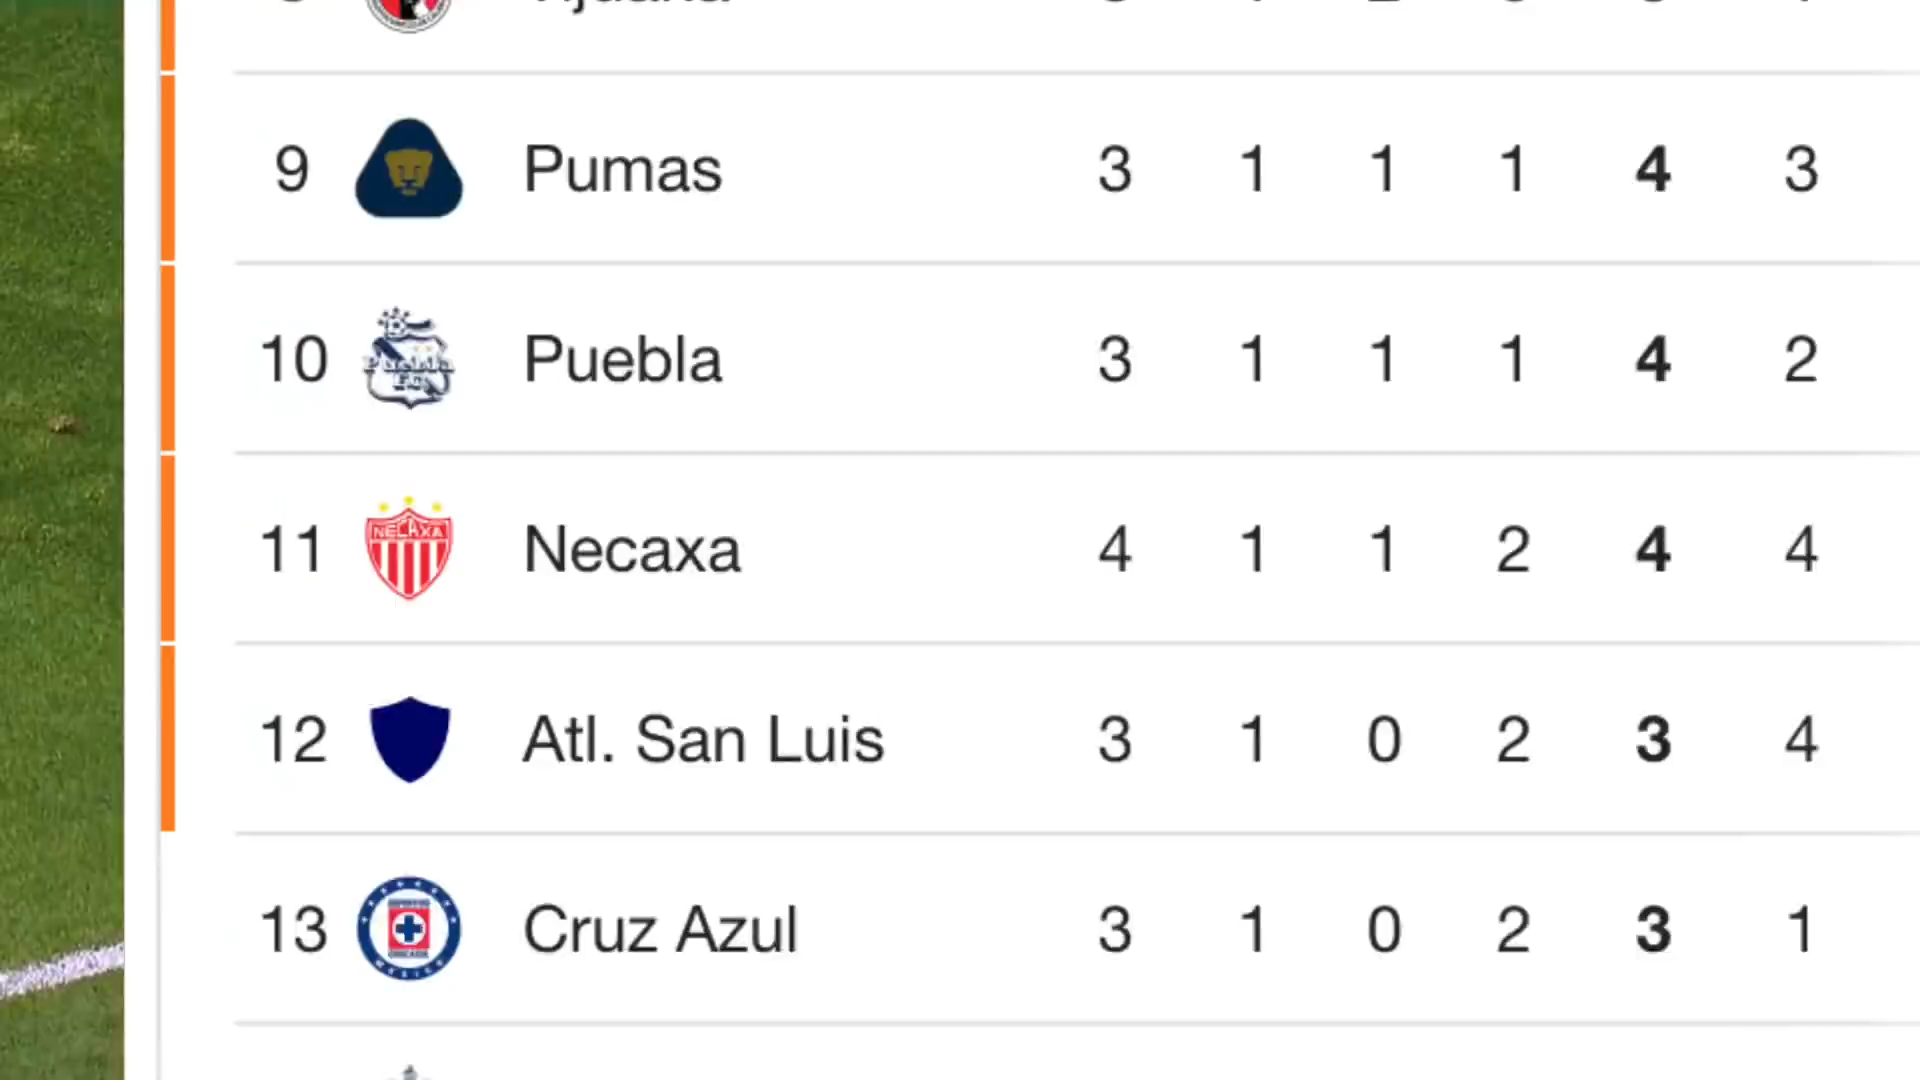 9 Pumas 3 1 1 1 4 3
10 Puebla 3 1 1 1 4 2
11 NECAXA Necaxa 4 1 1 2 4 4
12 Atl. San Luis 3 1 0 2 3 4
13 Cruz Azul 3 1 0 2 3 1